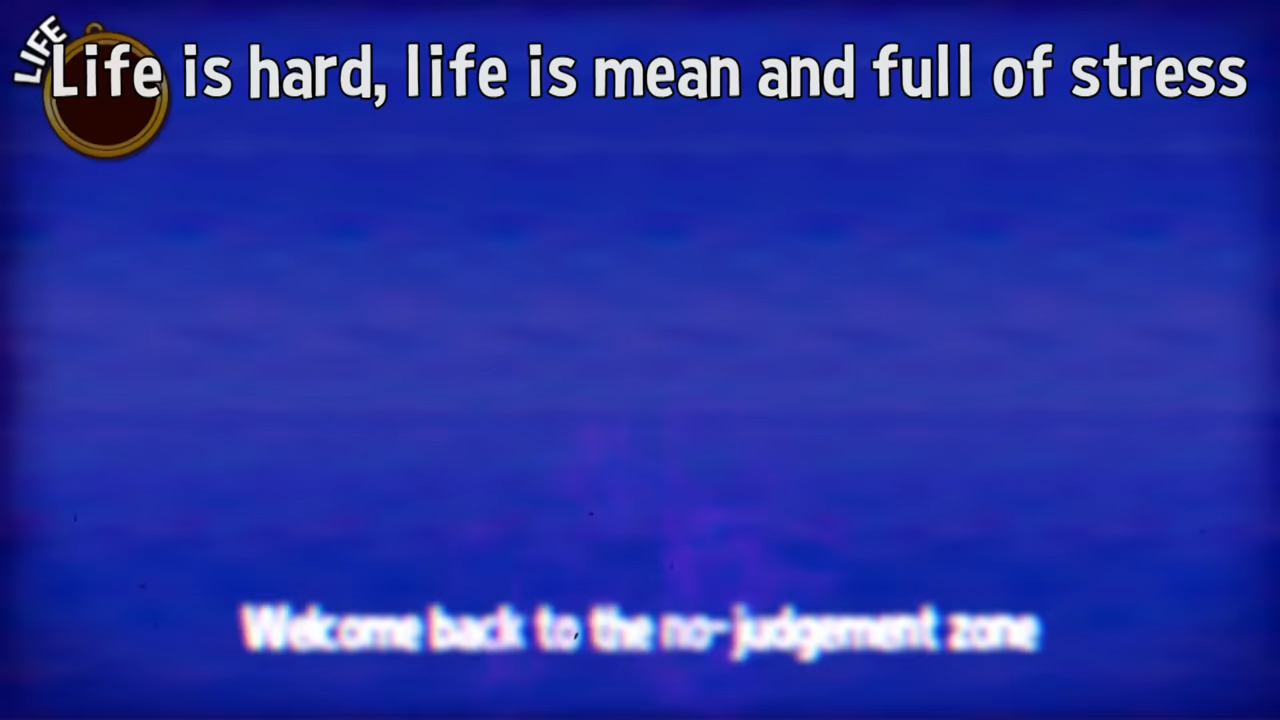 LIFE
Life is hard, life is mean and full of stress
Welcome back to the no-judgement zone